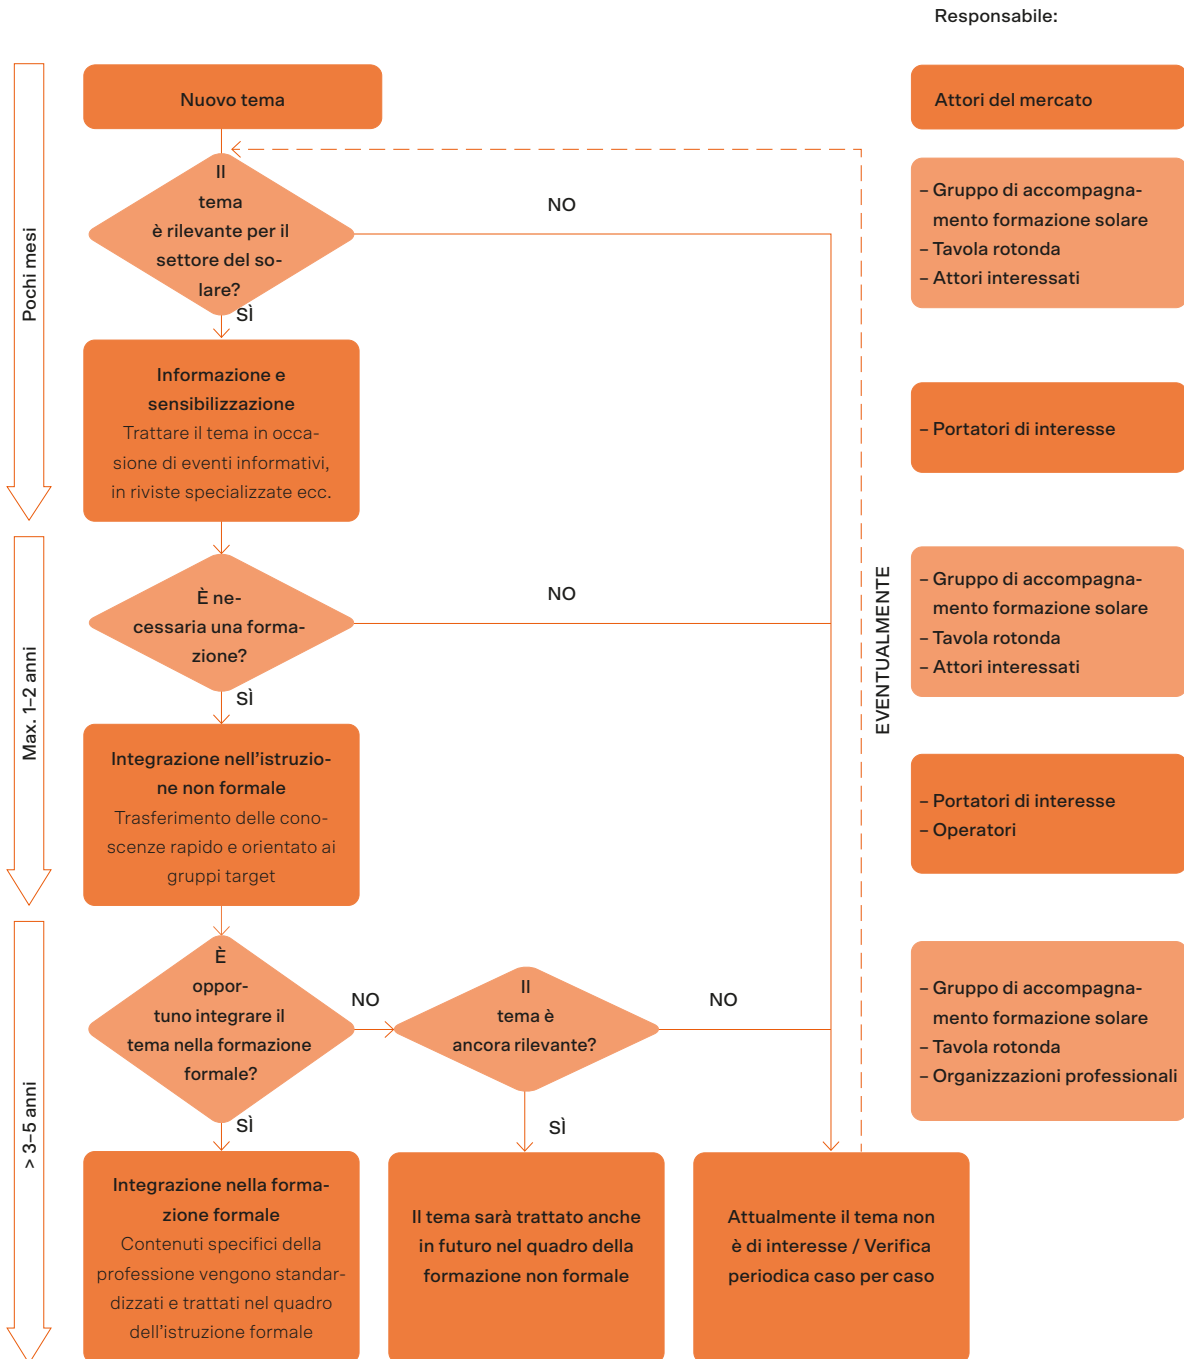 Responsabile:
Nuovo tema
Attori del mercato
Il
tema
è rilevante per il
settore del so-
lare?
NO
– Gruppo di accompagna-
mento formazione solare
– Tavola rotonda
– Attori interessati
Pochi mesi
SÌ
Informazione e
sensibilizzazione
Trattare il tema in occa-
sione di eventi informativi,
in riviste specializzate ecc.
– Portatori di interesse
È ne-
cessaria una forma-
zione?
NO
EVENTUALMENTE
– Gruppo di accompagna-
mento formazione solare
– Tavola rotonda
– Attori interessati
Max. 1–2 anni
SÌ
Integrazione nell'istruzio-
ne non formale
Trasferimento delle cono-
scenze rapido e orientato ai
gruppi target
– Portatori di interesse
– Operatori
È
oppor-
tuno integrare il
tema nella formazione
formale?
NO
Il
tema è
ancora rilevante?
NO
– Gruppo di accompagna-
mento formazione solare
– Tavola rotonda
– Organizzazioni professionali
> 3–5 anni
SÌ
SÌ
Integrazione nella forma-
zione formale
Contenuti specifici della
professione vengono standar-
dizzati e trattati nel quadro
dell'istruzione formale
Il tema sarà trattato anche
in futuro nel quadro della
formazione non formale
Attualmente il tema non
è di interesse / Verifica
periodica caso per caso